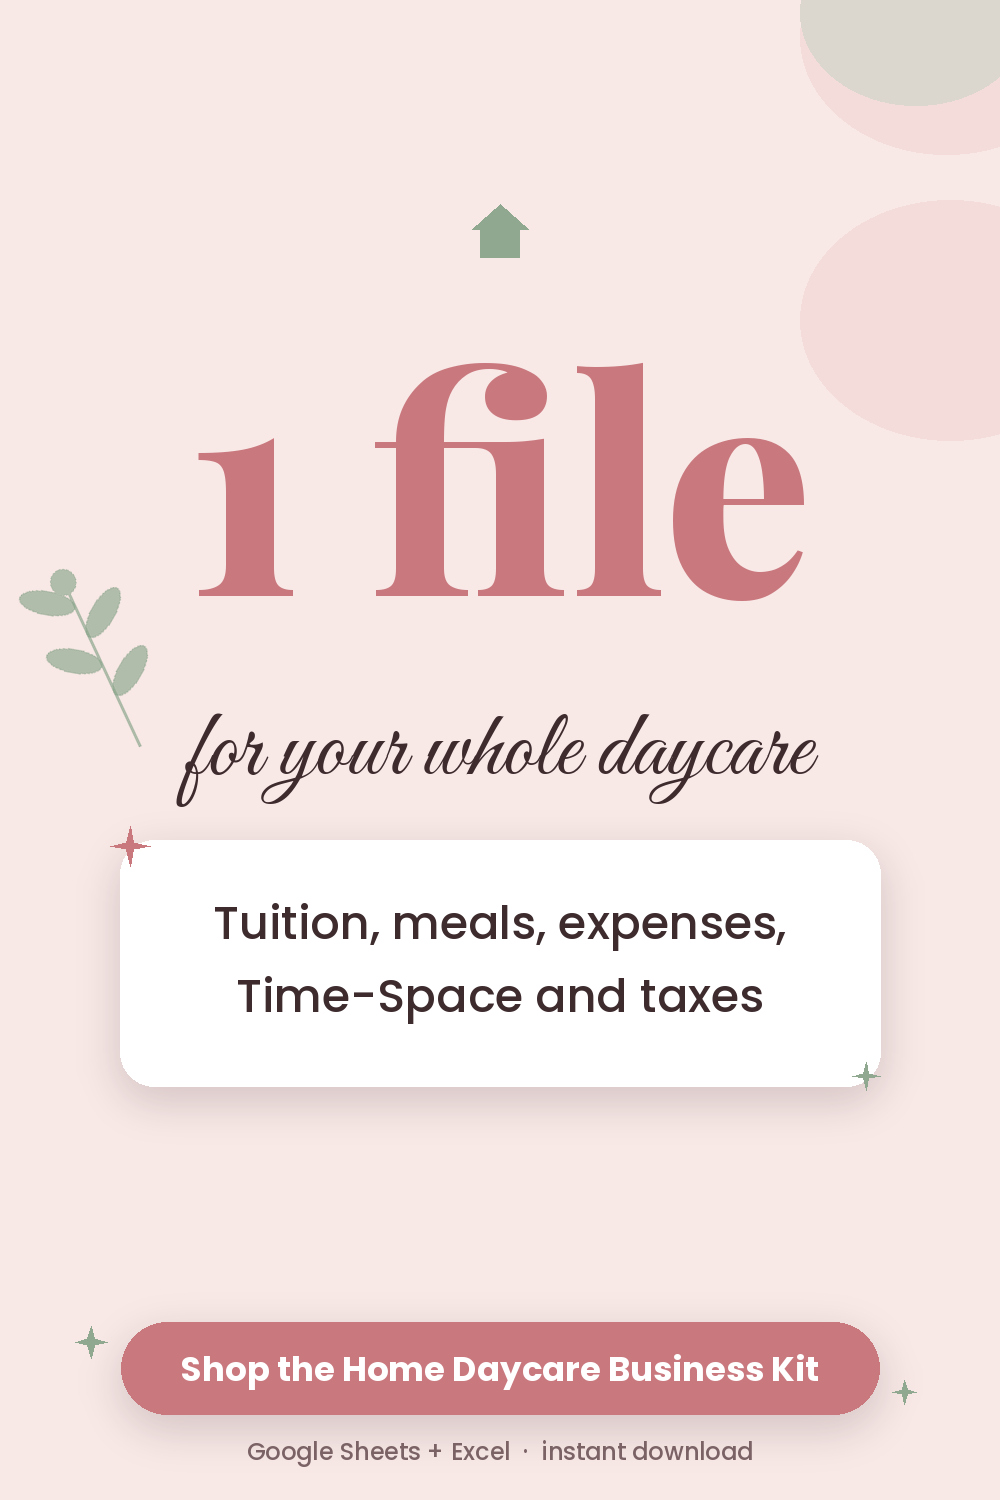 1 file
for your whole daycare
Tuition, meals, expenses,
Time-Space and taxes
Shop the Home Daycare Business Kit
Google Sheets + Excel · instant download